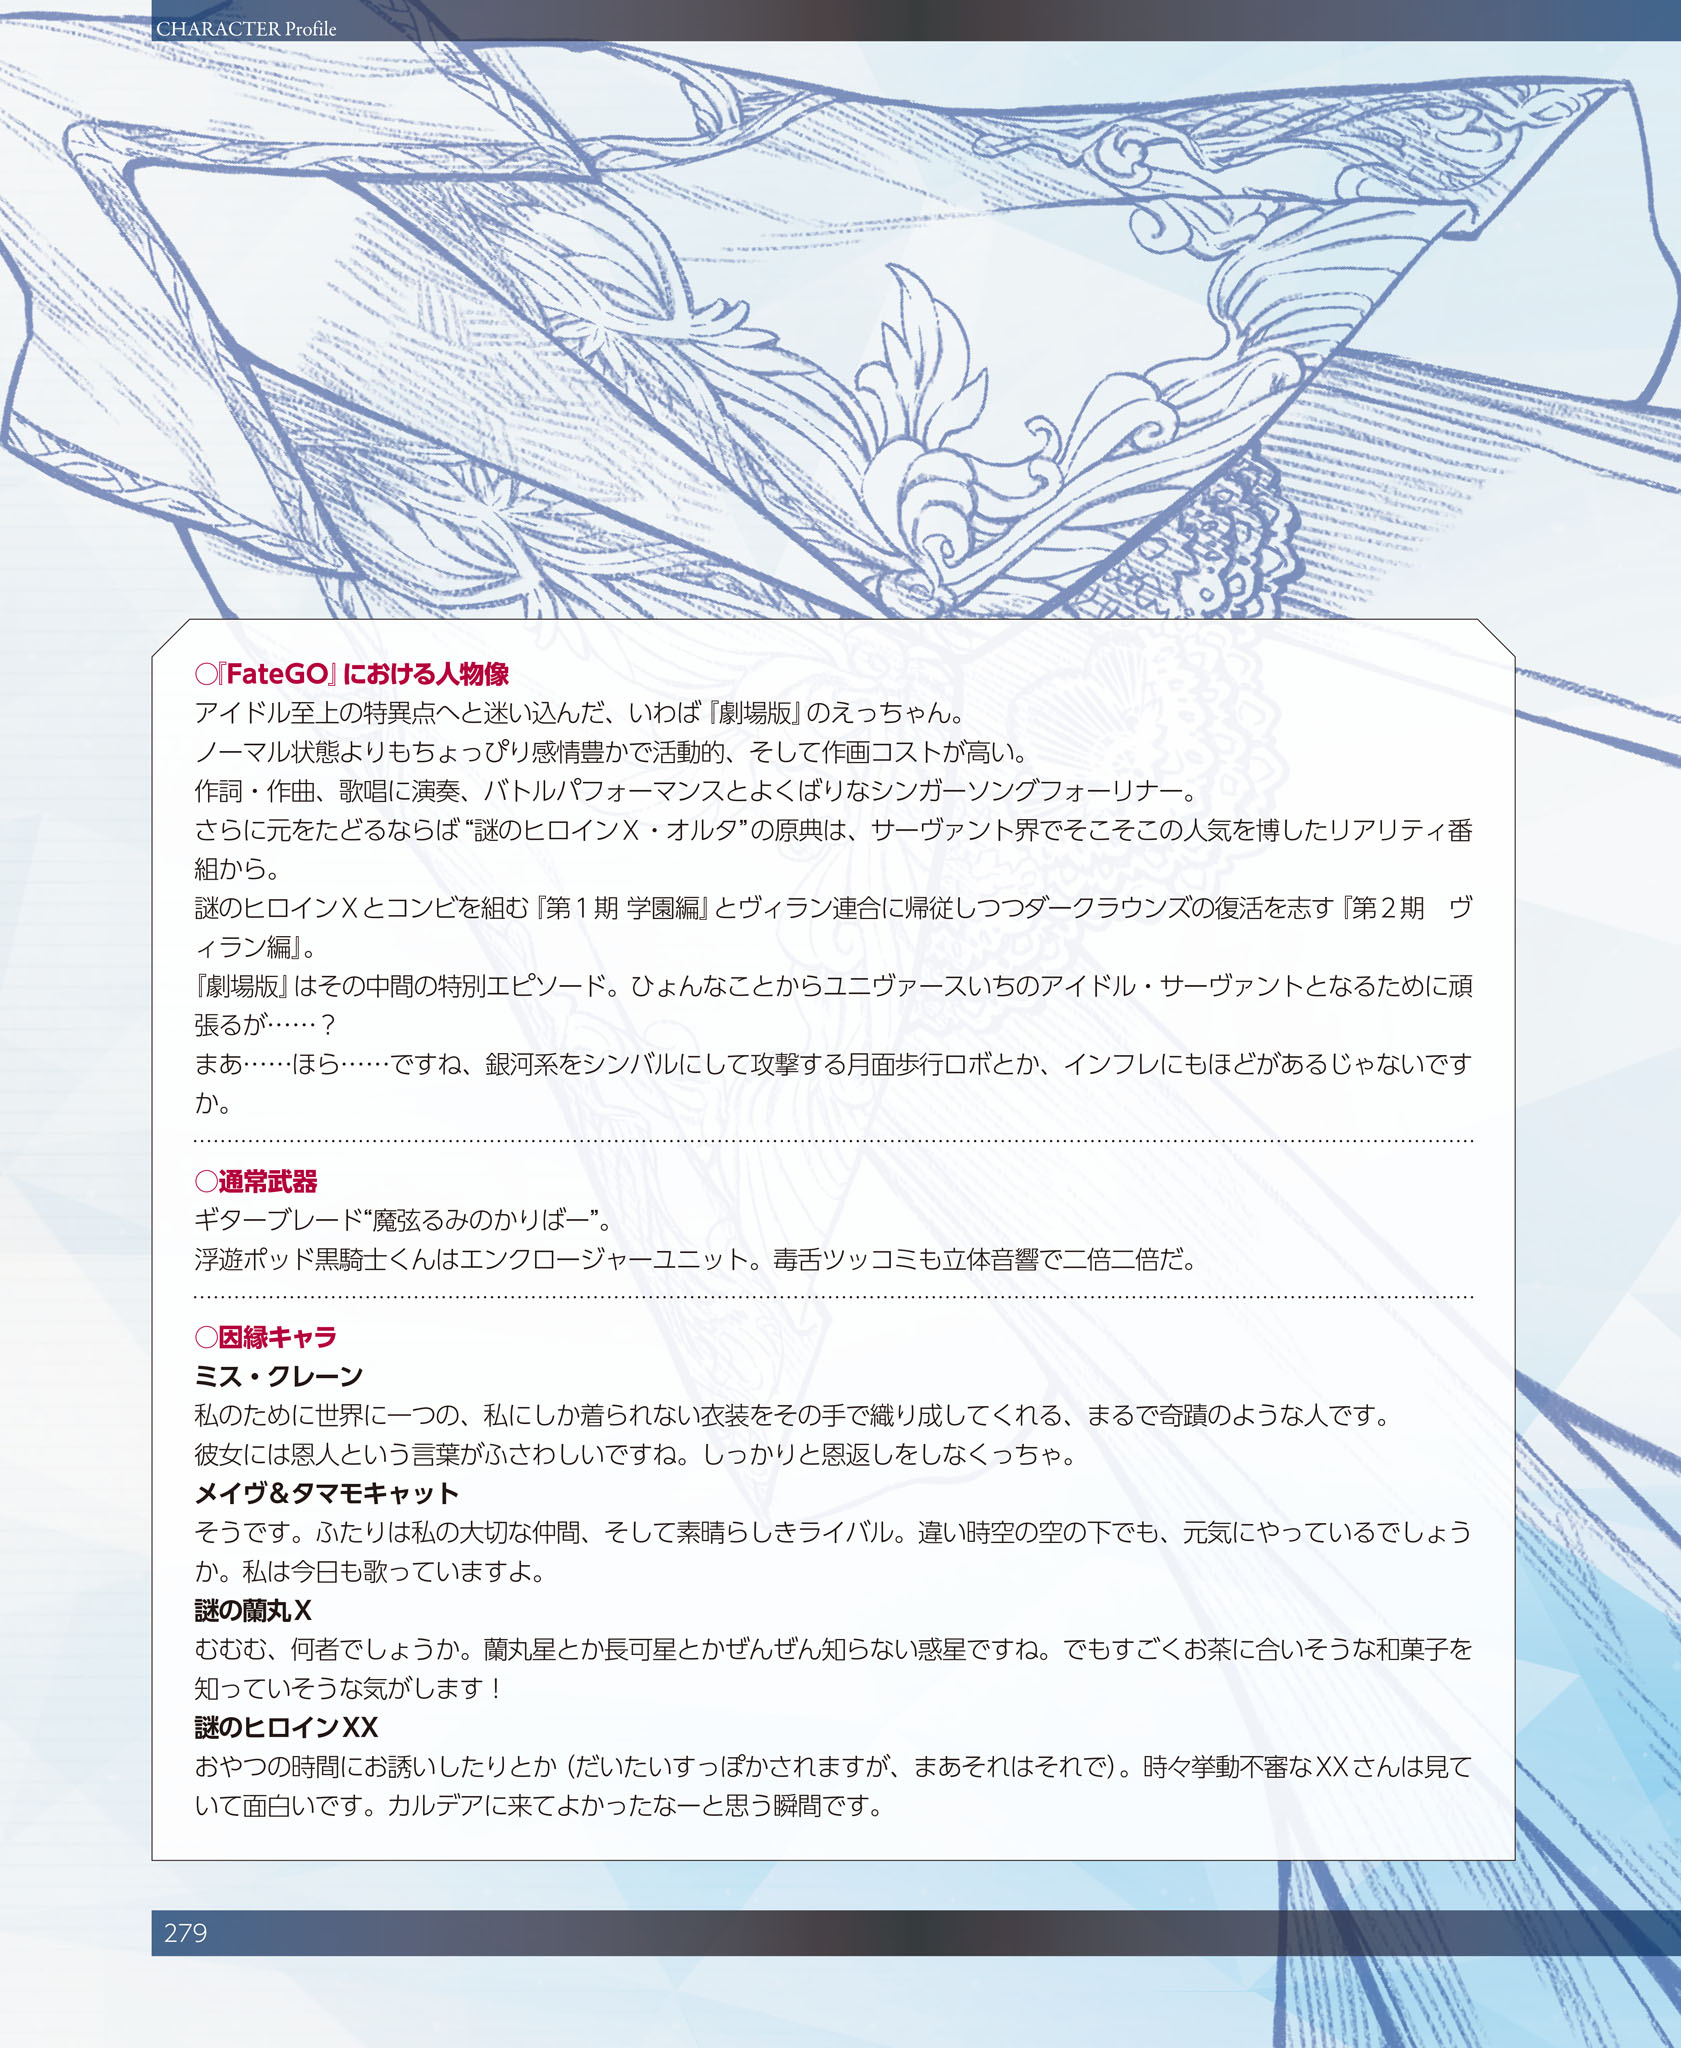 CHARACTER Profile
○『FateGO』における人物像
アイドル至上の特異点へと迷い込んだ、いわば『劇場版』のえっちゃん。
ノーマル状態よりもちょっぴり感情豊かで活動的、そして作画コストが高い。
作詞・作曲、歌唱に演奏、バトルパフォーマンスとよくばりなシンガーソングフォーリナー。
さらに元をたどるならば“謎のヒロインＸ・オルタ”の原典は、サーヴァント界でそこそこの人気を博したリアリティ番
組から。
謎のヒロインＸとコンビを組む『第１期 学園編』とヴィラン連合に帰従しつつダークラウンズの復活を志す『第２期　ヴ
ィラン編』。
『劇場版』はその中間の特別エピソード。ひょんなことからユニヴァースいちのアイドル・サーヴァントとなるために頑
張るが……？
まあ……ほら……ですね、銀河系をシンバルにして攻撃する月面歩行ロボとか、インフレにもほどがあるじゃないです
か。
○通常武器
ギターブレード“魔弦るみのかりばー”。
浮遊ポッド黒騎士くんはエンクロージャーユニット。毒舌ツッコミも立体音響で二倍二倍だ。
○因縁キャラ
ミス・クレーン
私のために世界に一つの、私にしか着られない衣装をその手で織り成してくれる、まるで奇蹟のような人です。
彼女には恩人という言葉がふさわしいですね。しっかりと恩返しをしなくっちゃ。
メイヴ＆タマモキャット
そうです。ふたりは私の大切な仲間、そして素晴らしきライバル。違い時空の空の下でも、元気にやっているでしょう
か。私は今日も歌っていますよ。
謎の蘭丸Ｘ
むむむ、何者でしょうか。蘭丸星とか長可星とかぜんぜん知らない惑星ですね。でもすごくお茶に合いそうな和菓子を
知っていそうな気がします！
謎のヒロインＸＸ
おやつの時間にお誘いしたりとか（だいたいすっぽかされますが、まあそれはそれで）。時々挙動不審なＸＸさんは見て
いて面白いです。カルデアに来てよかったなーと思う瞬間です。
279